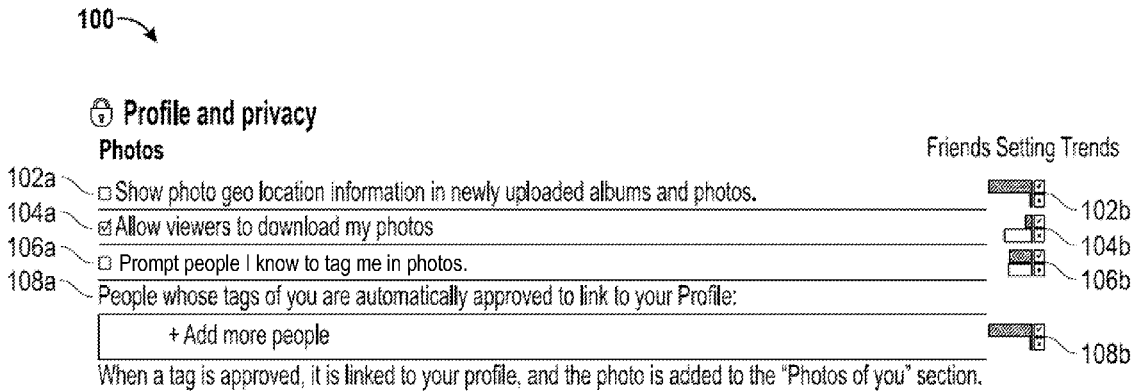 100
Profile and privacy
Photos
Friends Setting Trends
102a
Show photo geo location information in newly uploaded albums and photos.
102b
104a
Allow viewers to download my photos
104b
106a
Prompt people I know to tag me in photos.
106b
108a
People whose tags of you are automatically approved to link to your Profile:
+ Add more people
108b
When a tag is approved, it is linked to your profile, and the photo is added to the “Photos of you” section.